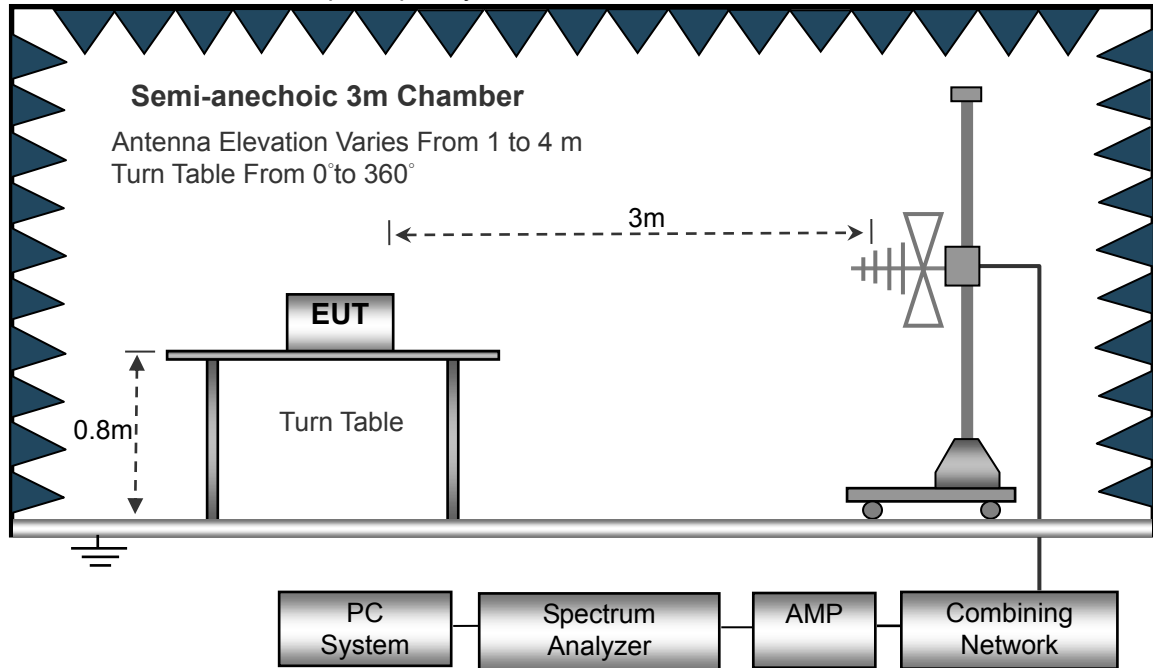 Semi-anechoic 3m Chamber
Antenna Elevation Varies From 1 to 4 m
Turn Table From 0°to 360°
3m
EUT
0.8m
Turn Table
PC
System
Spectrum
Analyzer
AMP
Combining
Network